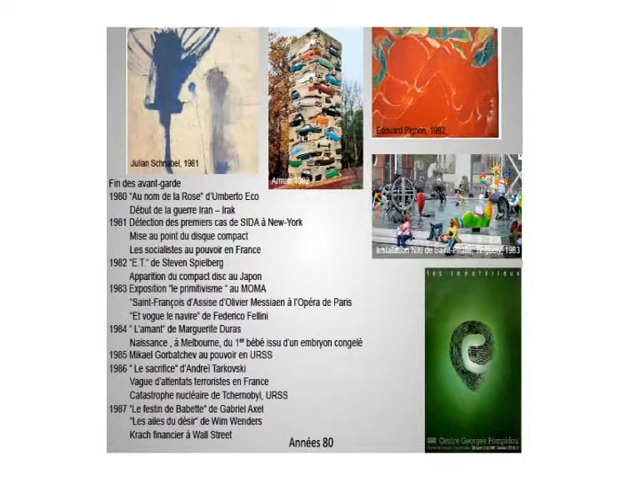 Julian Schnabel, 1981
Arman 1982
Edouard Pignon, 1982
Installation Niki de Saint-Phalle, Tinguely, 1983
Fin des avant-garde
1980 "Au nom de la Rose" d'Umberto Eco
Début de la guerre Iran – Irak
1981 Détection des premiers cas de SIDA à New-York
Mise au point du disque compact
Les socialistes au pouvoir en France
1982 "E.T." de Steven Spielberg
Apparition du compact disc au Japon
1983 Exposition "le primitivisme " au MOMA
"Saint-François d'Assise d'Olivier Messiaen à l'Opéra de Paris
"Et vogue le navire" de Federico Fellini
1984 " L'amant" de Marguerite Duras
Naissance , à Melbourne, du 1er bébé issu d'un embryon congelé
1985 Mikael Gorbatchev au pouvoir en URSS
1986 " Le sacrifice" d'Andreï Tarkovski
Vague d'attentats terroristes en France
Catastrophe nucléaire de Tchernobyl, URSS
1987 "Le festin de Babette" de Gabriel Axel
"Les ailes du désir" de Wim Wenders
Krach financier à Wall Street
Années 80
les immatériaux
Centre Georges Pompidou